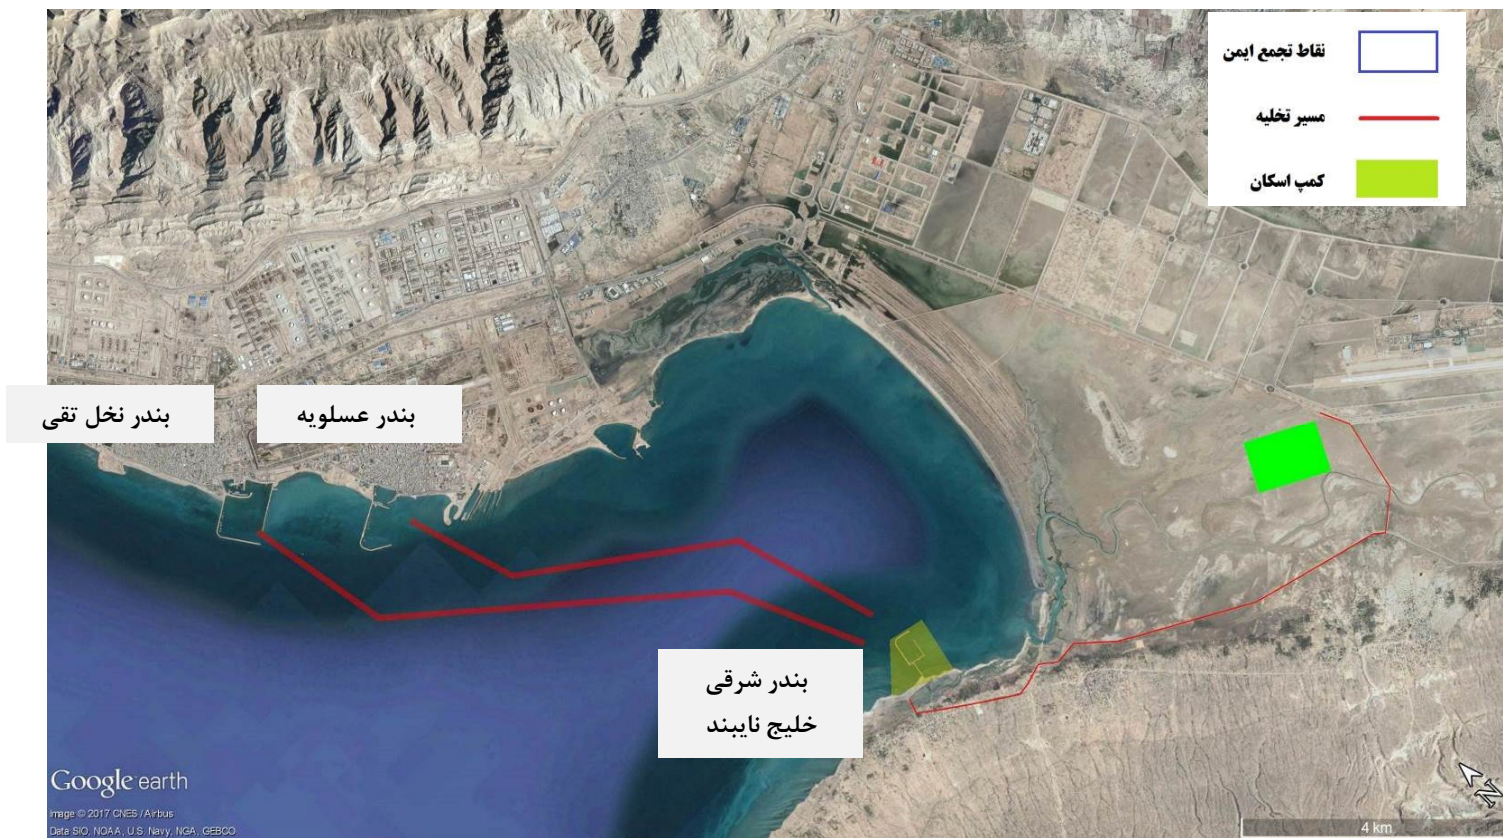 نقاط تجمع ایمن
مسیر تخلیه
کمپ اسکان
بندر نخل تقی
بندر عسلویه
بندر شرقی
خلیج نایبند
Google earth
Image © 2017 CNES / Airbus
Data SIO, NOAA, U.S. Navy, NGA, GEBCO
4 km
N